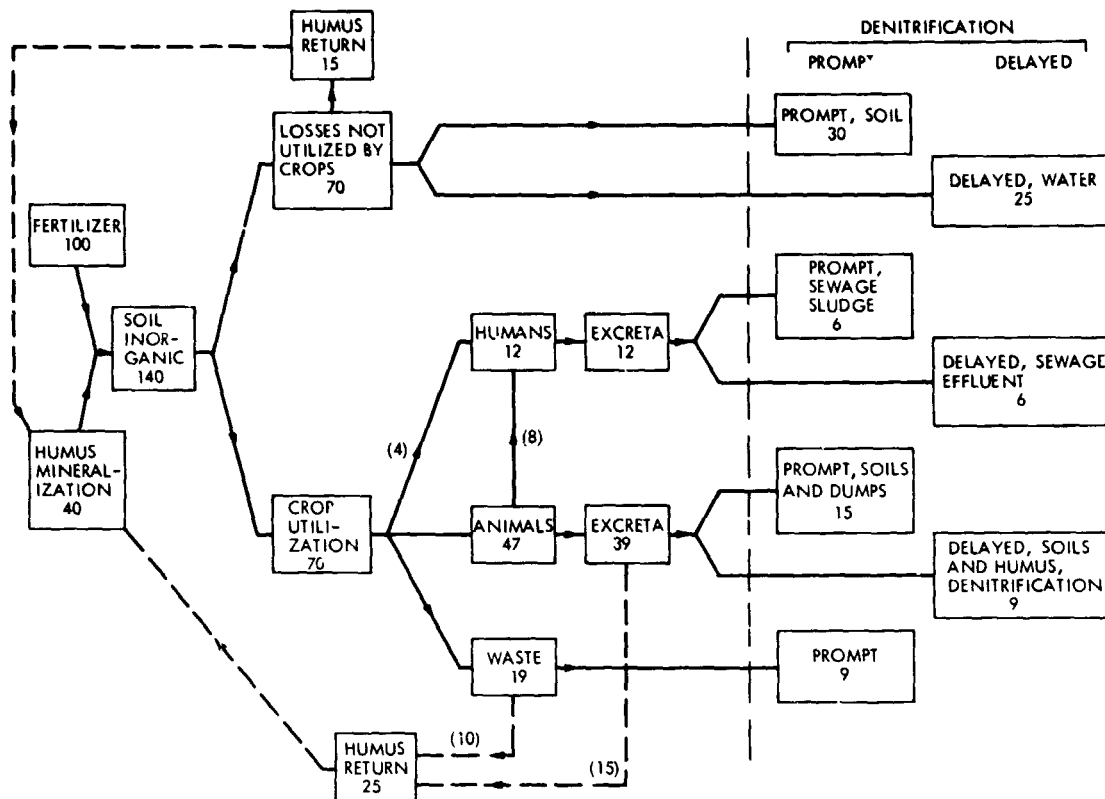 DENITRIFICATION
PROMP
DELAYED
HUMUS
RETURN
15
LOSSES NOT
UTILIZED BY
CROPS
70
PROMPT, SOIL
30
DELAYED, WATER
25
FERTILIZER
100
SOIL
INOR-
GANIC
140
HUMUS
MINERAL-
IZATION
40
PROMPT,
SEWAGE
SLUDGE
6
HUMANS
12
EXCRETA
12
DELAYED, SEWAGE
EFFLUENT
6
(4)
(8)
CROP
UTILI-
ZATION
70
ANIMALS
47
EXCRETA
39
PROMPT, SOILS
AND DUMPS
15
DELAYED, SOILS
AND HUMUS,
DENITRIFICATION
9
WASTE
19
PROMPT
9
(10)
(15)
HUMUS
RETURN
25